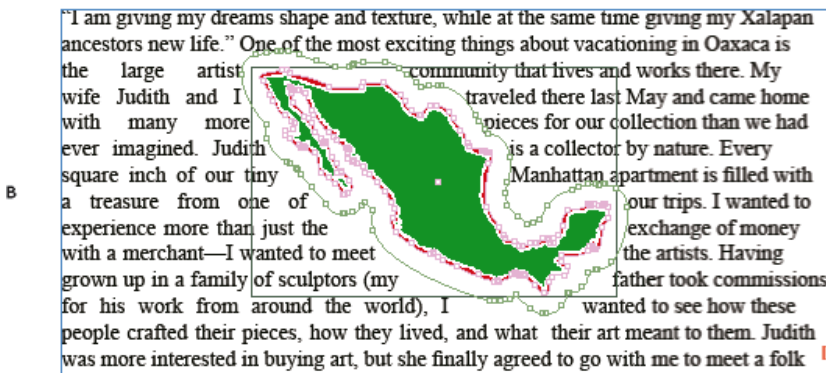 “I am giving my dreams shape and texture, while at the same time giving my Xalapan
ancestors new life.” One of the most exciting things about vacationing in Oaxaca is
the large artist community that lives and works there. My
wife Judith and I traveled there last May and came home
with many more pieces for our collection than we had
ever imagined. Judith is a collector by nature. Every
B
square inch of our tiny Manhattan apartment is filled with
a treasure from one of our trips. I wanted to
experience more than just the exchange of money
with a merchant—I wanted to meet the artists. Having
grown up in a family of sculptors (my father took commissions
for his work from around the world), I wanted to see how these
people crafted their pieces, how they lived, and what their art meant to them. Judith
was more interested in buying art, but she finally agreed to go with me to meet a folk